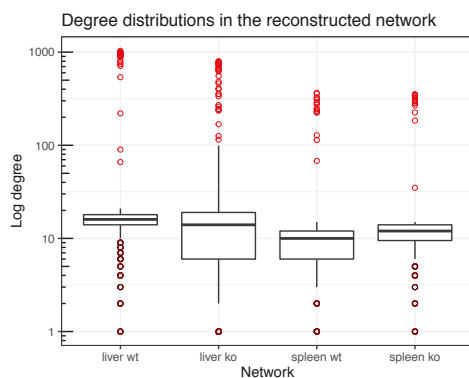 Degree distributions in the reconstructed network
1000
100
10
1
Log degree
liver wt
liver ko
spleen wt
spleen ko
Network